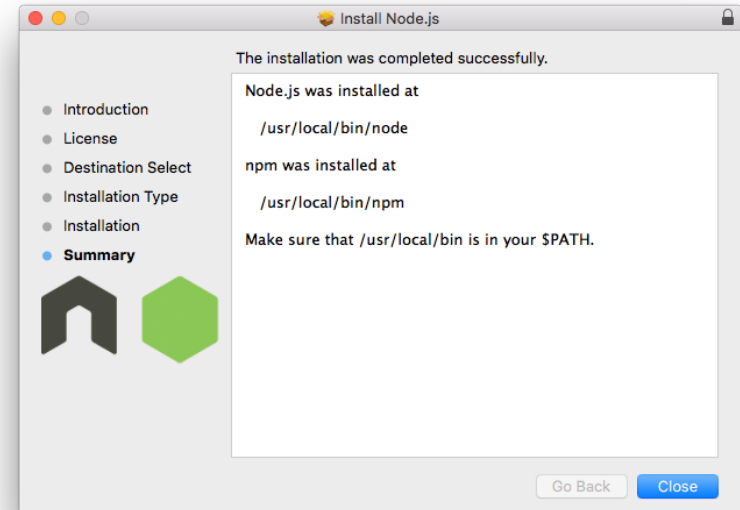 Install Node.js
The installation was completed successfully.
Introduction
License
Destination Select
Installation Type
Installation
Summary
Node.js was installed at
/usr/local/bin/node
npm was installed at
/usr/local/bin/npm
Make sure that /usr/local/bin is in your $PATH.
Go Back
Close